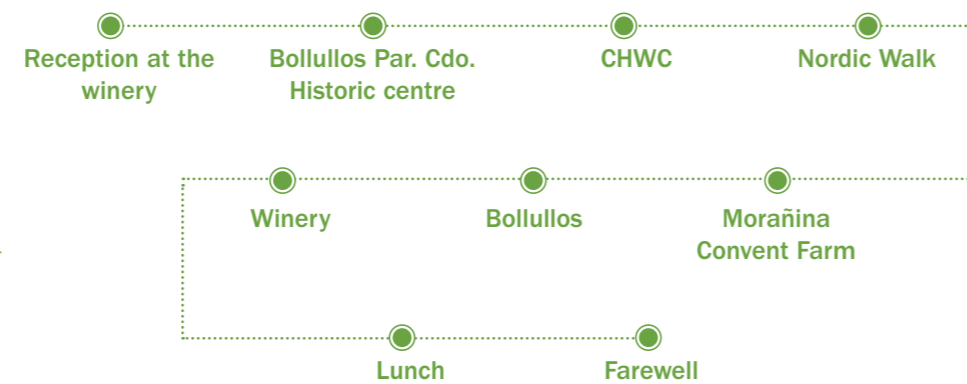 Reception at the
winery
Bollullos Par. Cdo.
Historic centre
CHWC
Nordic Walk
Winery
Bollullos
Morañina
Convent Farm
Lunch
Farewell